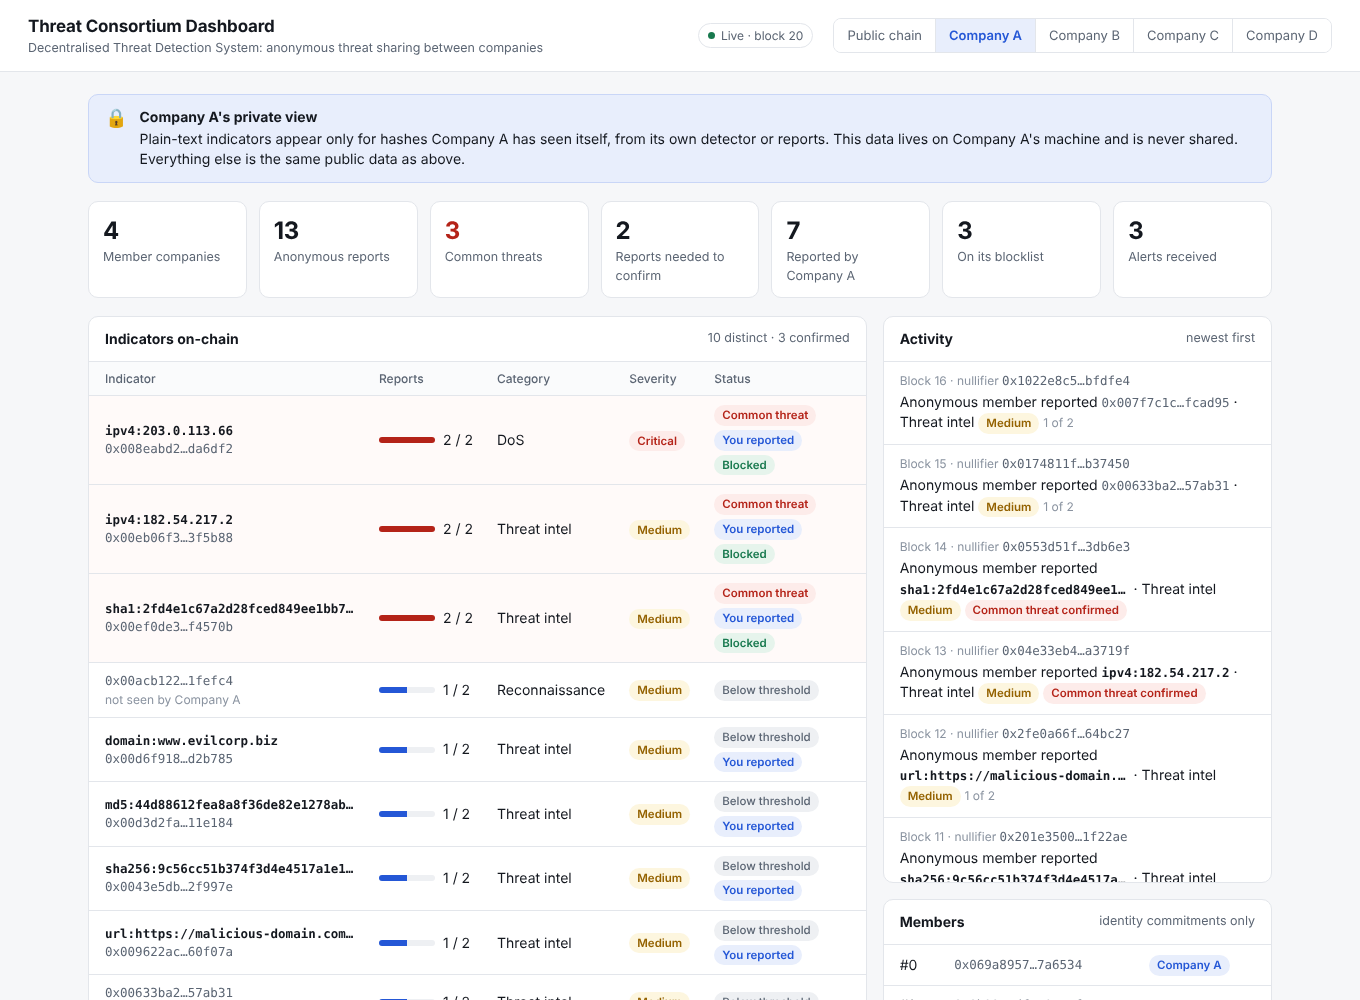 Threat Consortium Dashboard
Decentralised Threat Detection System: anonymous threat sharing between companies
Live · block 20
Public chain
Company A
Company B
Company C
Company D
Company A's private view
Plain-text indicators appear only for hashes Company A has seen itself, from its own detector or reports. This data lives on Company A's machine and is never shared.
Everything else is the same public data as above.
4
Member companies
13
Anonymous reports
3
Common threats
2
Reports needed to
confirm
7
Reported by
Company A
3
On its blocklist
3
Alerts received
Indicators on-chain
10 distinct · 3 confirmed
Indicator Reports Category Severity Status
ipv4:203.0.113.66
0x008eabd2…da6df2
2 / 2
DoS
Critical
Common threat
You reported
Blocked
ipv4:182.54.217.2
0x00eb06f3…3f5b88
2 / 2
Threat intel
Medium
Common threat
You reported
Blocked
sha1:2fd4e1c67a2d28fced849ee1bb7…
0x00ef0de3…f4570b
2 / 2
Threat intel
Medium
Common threat
You reported
Blocked
0x00acb122…1fefc4
not seen by Company A
1 / 2
Reconnaissance
Medium
Below threshold
domain:www.evilcorp.biz
0x00d6f918…d2b785
1 / 2
Threat intel
Medium
Below threshold
You reported
md5:44d88612fea8a8f36de82e1278ab…
0x00d3d2fa…11e184
1 / 2
Threat intel
Medium
Below threshold
You reported
sha256:9c56cc51b374f3d4e4517a1e1…
0x0043e5db…2f997e
1 / 2
Threat intel
Medium
Below threshold
You reported
url:https://malicious-domain.com…
0x009622ac…60f07a
1 / 2
Threat intel
Medium
Below threshold
You reported
0x00633ba2…57ab31
Activity
newest first
Block 16 · nullifier 0x1022e8c5…bfdfe4
Anonymous member reported 0x007f7c1c…fcad95 ·
Threat intel Medium 1 of 2
Block 15 · nullifier 0x0174811f…b37450
Anonymous member reported 0x00633ba2…57ab31 ·
Threat intel Medium 1 of 2
Block 14 · nullifier 0x0553d51f…3db6e3
Anonymous member reported
sha1:2fd4e1c67a2d28fced849ee1… · Threat intel
Medium Common threat confirmed
Block 13 · nullifier 0x04e33eb4…a3719f
Anonymous member reported ipv4:182.54.217.2 ·
Threat intel Medium Common threat confirmed
Block 12 · nullifier 0x2fe0a66f…64bc27
Anonymous member reported
url:https://malicious-domain.… · Threat intel
Medium 1 of 2
Block 11 · nullifier 0x201e3500…1f22ae
Anonymous member reported
sha256:9c56cc51b374f3d4e4517a… · Threat intel
Members
identity commitments only
#0
0x069a8957…7a6534
Company A